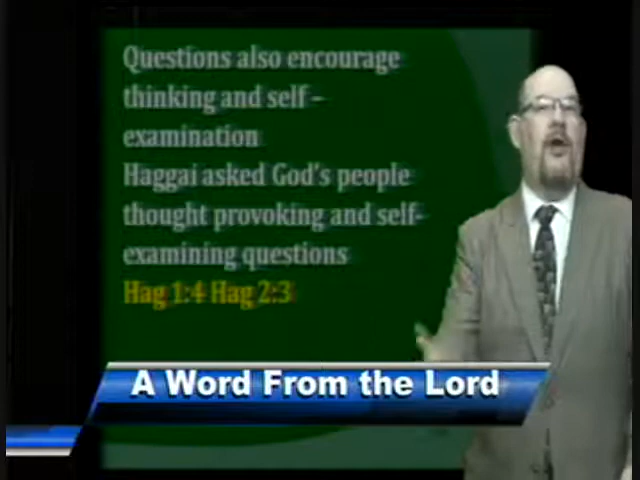 Questions also encourage
thinking and self –
examination
Haggai asked God's people
thought provoking and self-
examining questions
Hag 1:4 Hag 2:3
A Word From the Lord